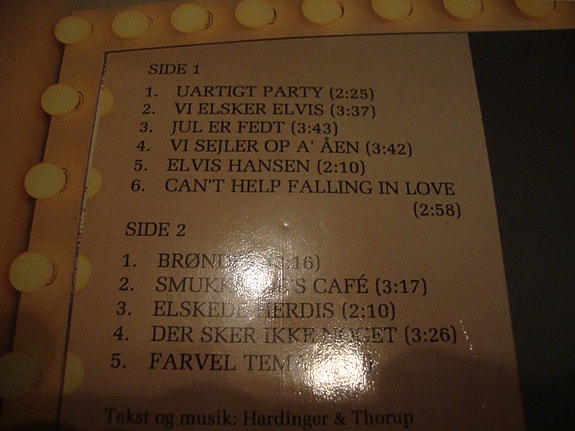 SIDE 1
1. UARTIGT PARTY (2:25)
2. VI ELSKER ELVIS (3:37)
3. JUL ER FEDT (3:43)
4. VI SEJLER OP A' ÅEN (3:42)
5. ELVIS HANSEN (2:10)
6. CAN'T HELP FALLING IN LOVE
(2:58)
SIDE 2
1.
2. CAFÉ (3:17)
3. ELSKEDE HERDIS (2:10)
4. DER SKER IKKE NOGET (3:26)
5. FARVEL
Tekst og musik: Hardinger & Thorup